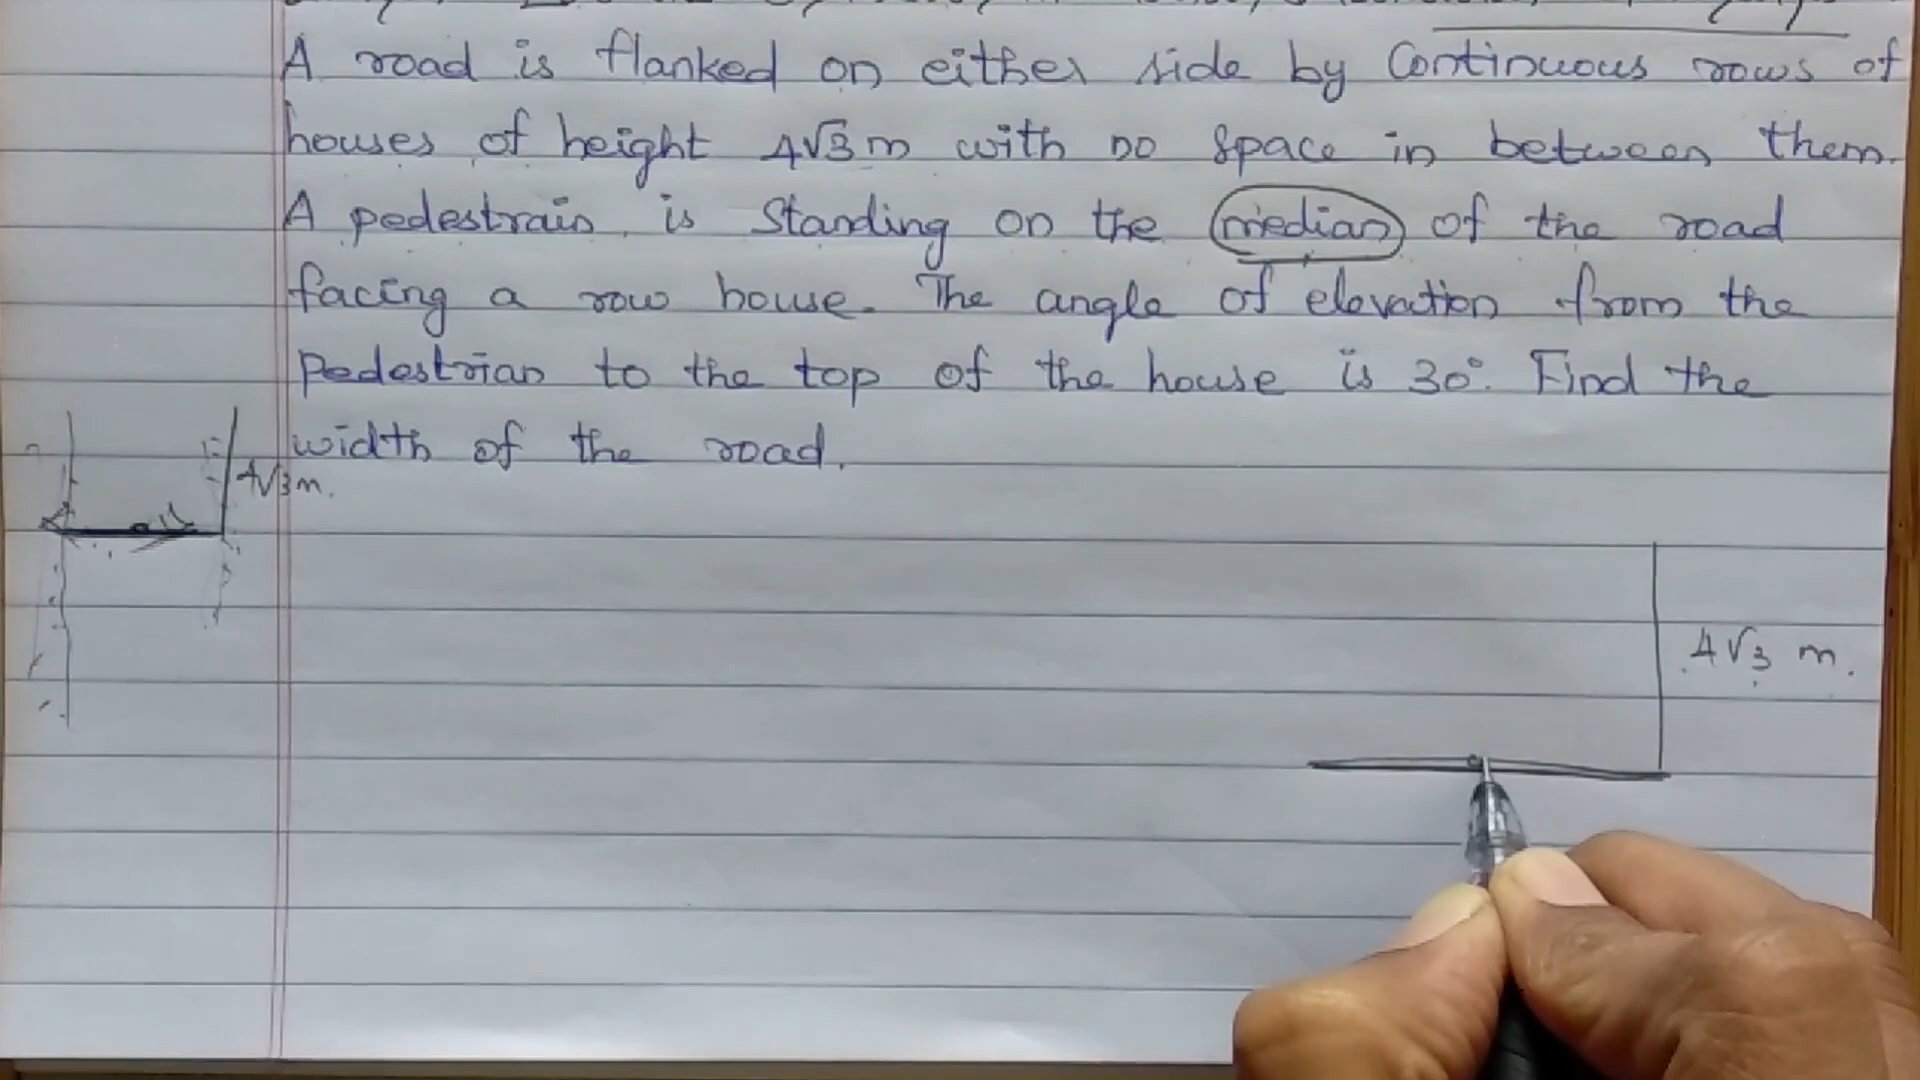 A road is flanked on either side by Continuous rows of
houses of height 4√3 m with no space in between them.
A pedestrain is Standing on the median of the road
facing a row house. The angle of elevation from the
Pedestrian to the top of the house is 30°. Find the
width of the road.
4√3 m.
4√3 m.